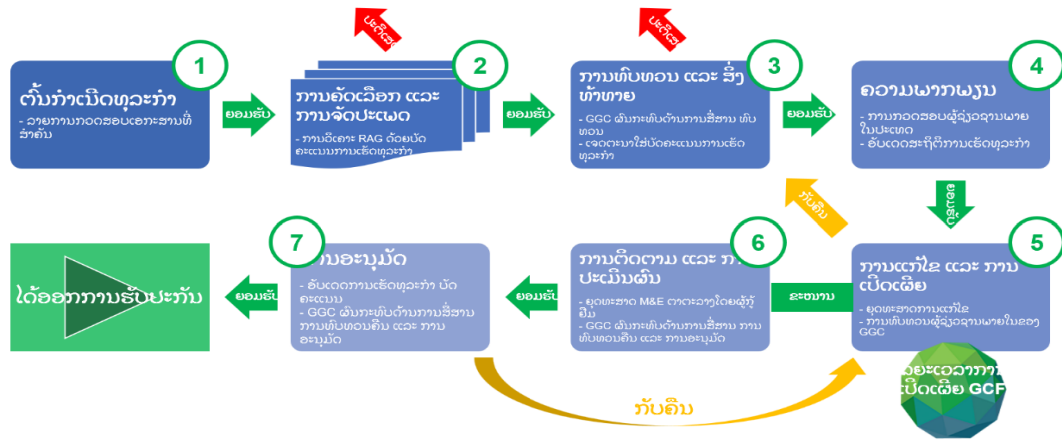 1
ຕົ້ນກຳເນີດທຸລະກຳ
- ລາຍການກວດສອບເອກະສານທີ່
ສຳຄັນ
ຍອມຮັບ
2
ການຄັດເລືອກ ແລະ
ການຈັດປະເພດ
- ການວິເຄາະ RAG ດ້ວຍບັດ
ຄະແນນການເຮັດທຸລະກຳ
ຍອມຮັບ
3
ການທົບທວນ ແລະ ສິ່ງ
ທ້າທາຍ
- GGC ຜົນກະທົບດ້ານການສື່ສານ ທົບ
ທວນ
- ເຈດຕະນາໃສ່ບັດຄະແນນການເຮັດ
ທຸລະກຳ
ຍອມຮັບ
4
ຄວາມພາກພຽນ
- ການກວດສອບຜູ້ຊ່ຽວຊານພາຍ
ໃນປະເທດ
- ອັບເດດສະຖິຕິການເຮັດທຸລະກຳ
ກັບຄືນ
5
ການແກ້ໄຂ ແລະ ການ
ເປີດເຜີຍ
- ຍຸດທະສາດການແກ້ໄຂ
- ການທົບທວນຜູ້ຊ່ຽວຊານພາຍໃນຂອງ
GGC
ເປີດເຜີຍ GCF
ຂະໜານ
6
ການຕິດຕາມ ແລະ
ປະເມີນຜົນ
- ຍຸດທະສາດ M&E ຕາຕະລາງໂດຍຜູ້ກູ້
ຢືມ
- GGC ຜົນກະທົບດ້ານການສື່ສານ ການ
ທົບທວນຄືນ ແລະ ການອະນຸມັດ
ຍອມຮັບ
7
ການອະນຸມັດ
- ອັບເດດການເຮັດທຸລະກຳ ບັດ
ຄະແນນ
- GGC ຜົນກະທົບດ້ານການສື່ສານ
ການທົບທວນຄືນ ແລະ ການ
ອະນຸມັດ
ຍອມຮັບ
ໄດ້ອອກການຮັບປະກັນ
ກັບຄືນ